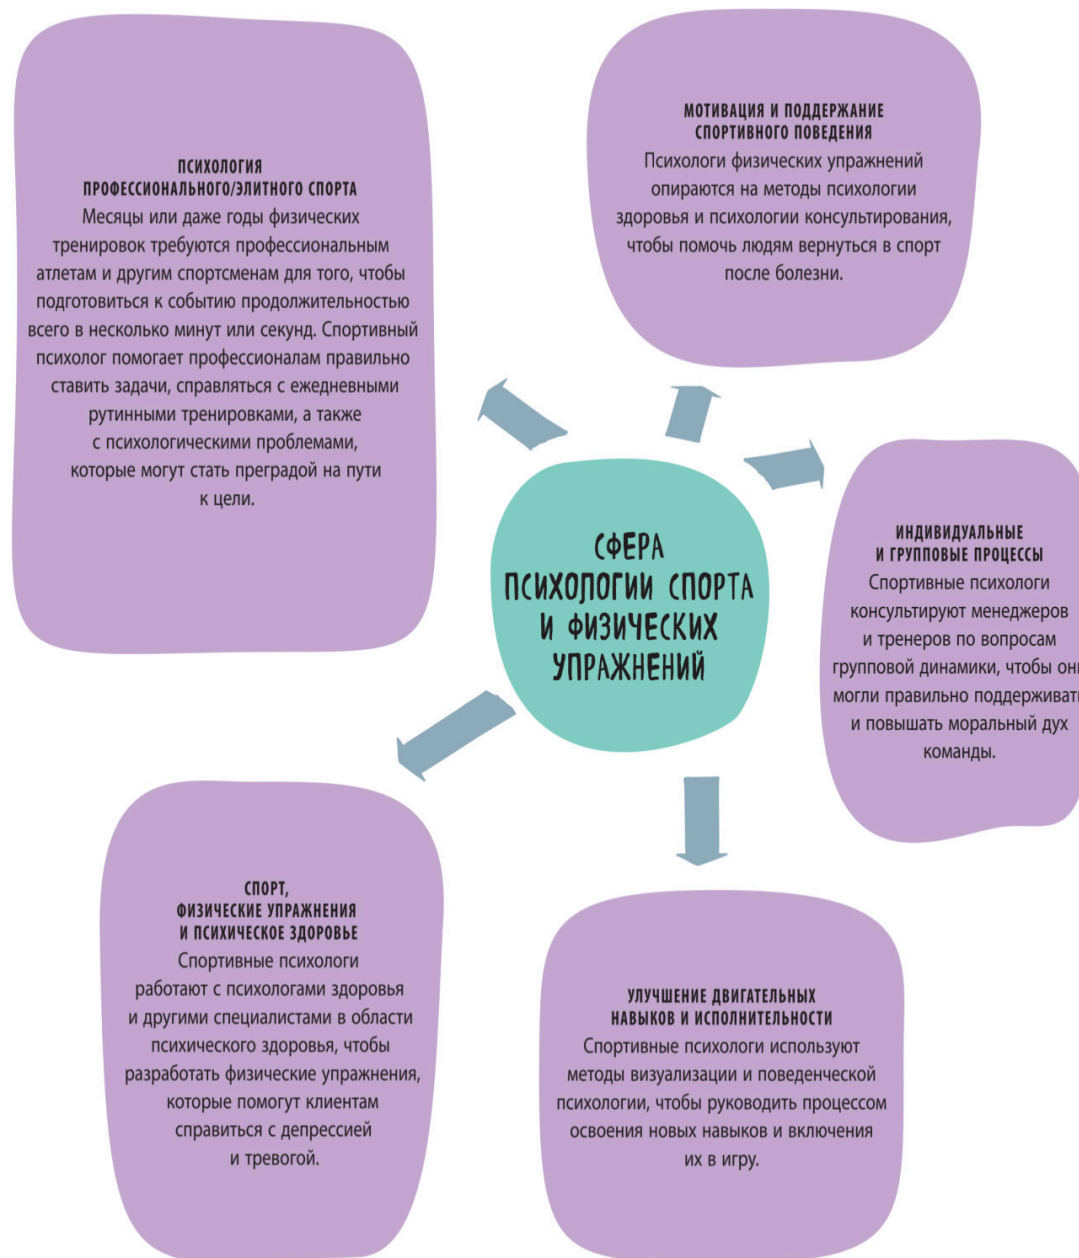 ПСИХОЛОГИЯ
ПРОФЕССИОНАЛЬНОГО/ЭЛИТНОГО СПОРТА
Месяцы или даже годы физических
тренировок требуются профессиональным
атлетам и другим спортсменам для того, чтобы
подготовиться к событию продолжительностью
всего в несколько минут или секунд. Спортивный
психолог помогает профессионалам правильно
ставить задачи, справляться с ежедневными
рутинными тренировками, а также
с психологическими проблемами,
которые могут стать преградой на пути
к цели.
МОТИВАЦИЯ И ПОДДЕРЖАНИЕ
СПОРТИВНОГО ПОВЕДЕНИЯ
Психологи физических упражнений
опираются на методы психологии
здоровья и психологии консультирования,
чтобы помочь людям вернуться в спорт
после болезни.
СФЕРА
ПСИХОЛОГИИ СПОРТА
И ФИЗИЧЕСКИХ
УПРАЖНЕНИЙ
ИНДИВИДУАЛЬНЫЕ
И ГРУППОВЫЕ ПРОЦЕССЫ
Спортивные психологи
консультируют менеджеров
и тренеров по вопросам
групповой динамики, чтобы они
могли правильно поддерживать
и повышать моральный дух
команды.
СПОРТ,
ФИЗИЧЕСКИЕ УПРАЖНЕНИЯ
И ПСИХИЧЕСКОЕ ЗДОРОВЬЕ
Спортивные психологи
работают с психологами здоровья
и другими специалистами в области
психического здоровья, чтобы
разработать физические упражнения,
которые помогут клиентам
справиться с депрессией
и тревогой.
УЛУЧШЕНИЕ ДВИГАТЕЛЬНЫХ
НАВЫКОВ И ИСПОЛНИТЕЛЬНОСТИ
Спортивные психологи используют
методы визуализации и поведенческой
психологии, чтобы руководить процессом
освоения новых навыков и включения
их в игру.